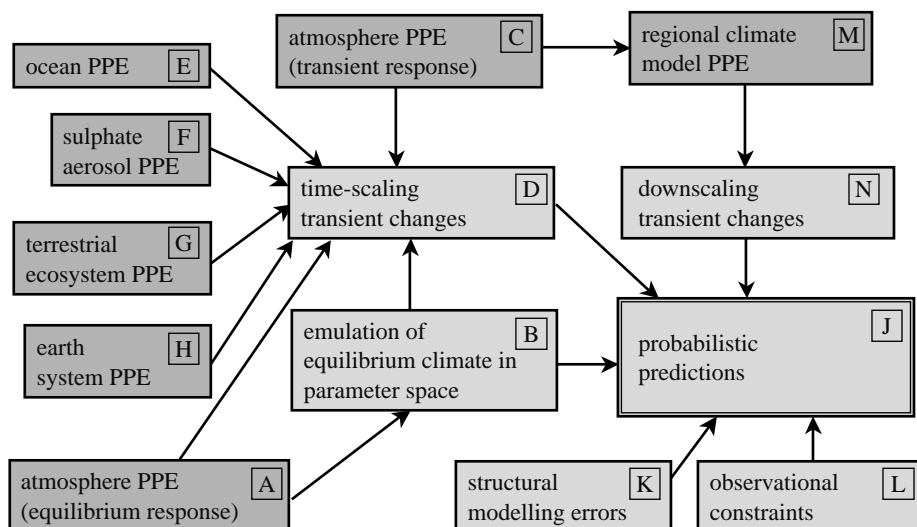 ocean PPE
E
atmosphere PPE
(transient response)
C
regional climate
model PPE
M
sulphate
aerosol PPE
F
time-scaling
transient changes
D
downscaling
transient changes
N
terrestrial
ecosystem PPE
G
earth
system PPE
H
emulation of
equilibrium climate in
parameter space
B
probabilistic
predictions
J
atmosphere PPE
(equilibrium response)
A
structural
modelling errors
K
observational
constraints
L